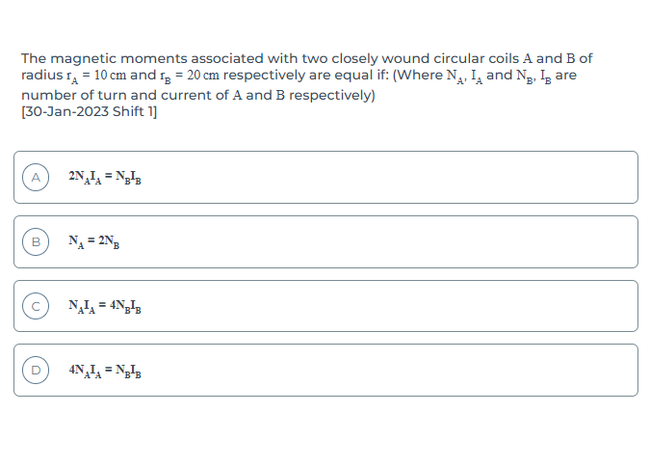 The magnetic moments associated with two closely wound circular coils A and B of
radius r_A = 10 cm and r_B = 20 cm respectively are equal if: (Where N_A, I_A and N_B, I_B are
number of turn and current of A and B respectively)
[30-Jan-2023 Shift 1]
A 2N_AI_A = N_BI_B
B N_A = 2N_B
C N_AI_A = 4N_BI_B
D 4N_AI_A = N_BI_B